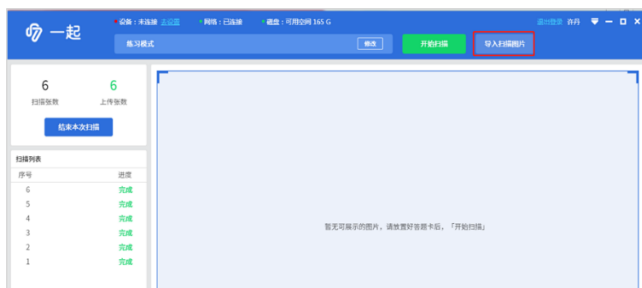 一起
设备：未连接 去设置 网络：已连接 磁盘：可用空间 165 G 退出登录 许丹
练习模式 修改 开始扫描 导入扫描图片
6 6
扫描张数 上传张数
结束本次扫描
扫描列表
序号 进度
6 完成
5 完成
4 完成
3 完成
2 完成
1 完成
暂无可展示的图片，请放置好答题卡后，「开始扫描」